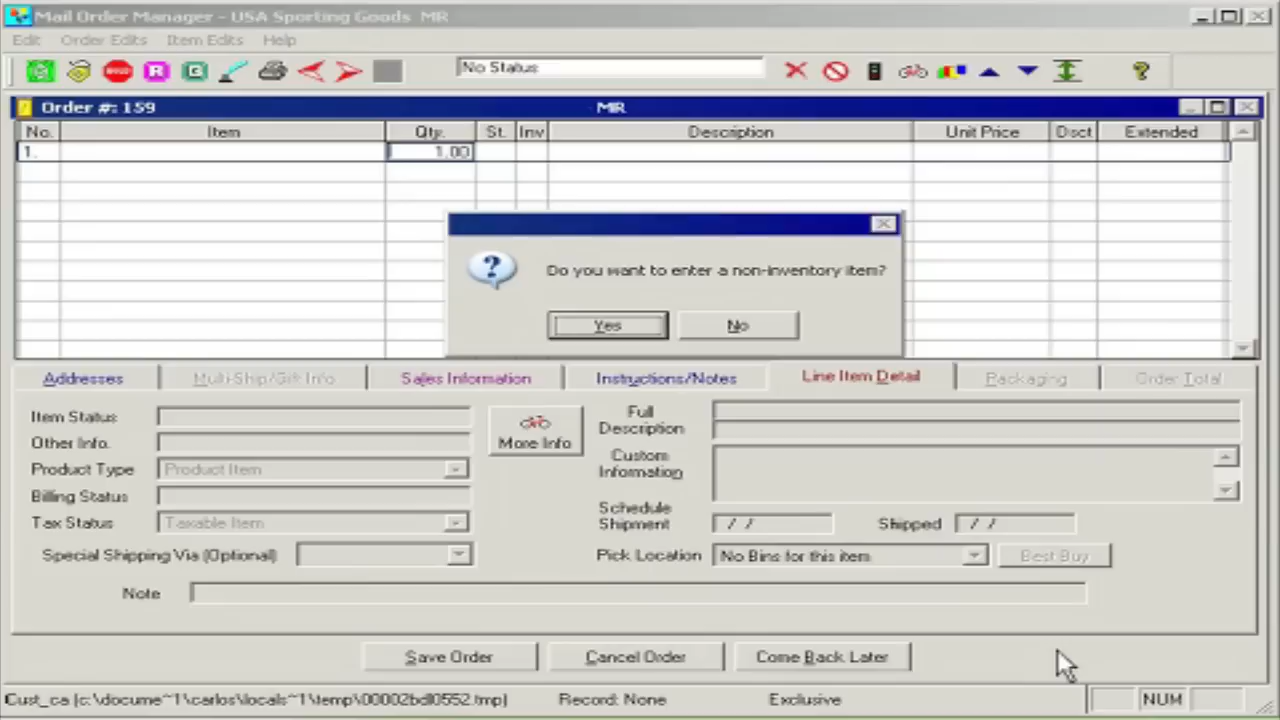 Mail Order Manager - USA Sporting Goods MR
Edit Order Edits Item Edits Help
No Status
Order #: 159 MR
No. Item Qty. St. Inv Description Unit Price Dsct Extended
1. 1.00
Do you want to enter a non-inventory item?
Yes No
Addresses Multi-Ship/Gift Info Sales Information Instructions/Notes Line Item Detail Packaging Order Total
Item Status
Other Info.
Product Type Product Item
Billing Status
Tax Status Taxable Item
Special Shipping Via (Optional)
More Info
Full
Description
Custom
Information
Schedule
Shipment / / Shipped / /
Pick Location No Bins for this item Best Buy
Note
Save Order Cancel Order Come Back Later
Cust_ca (c:\docume~1\carlos\locals~1\temp\00002bdl0552.tmp) Record: None Exclusive NUM